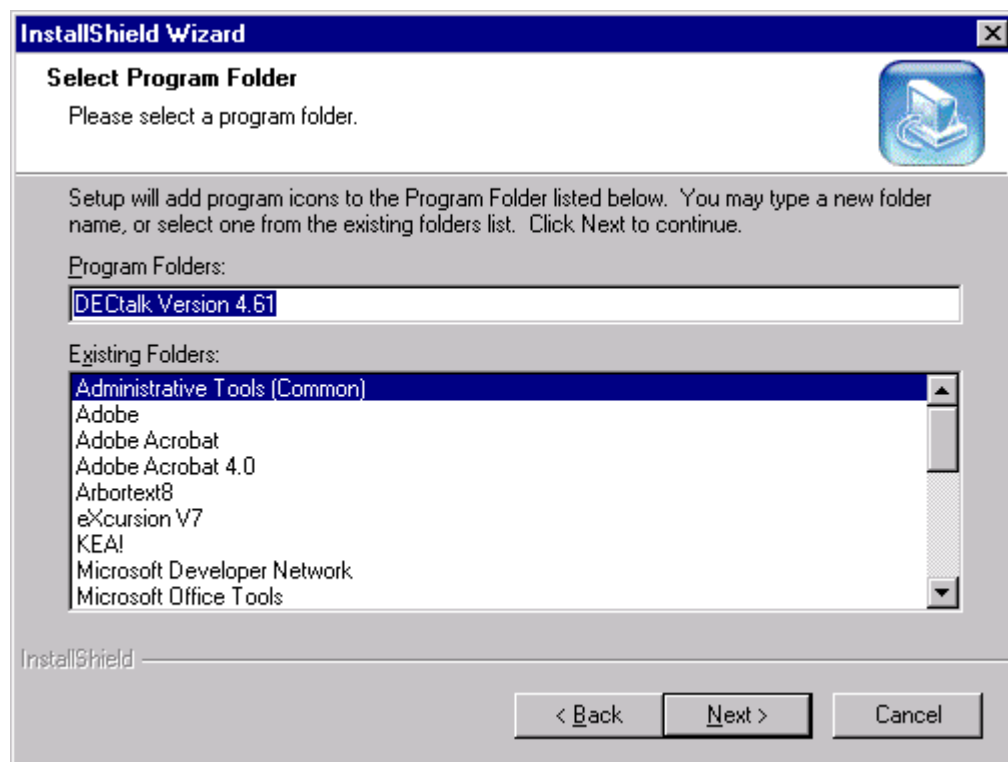 InstallShield Wizard
Select Program Folder
Please select a program folder.
Setup will add program icons to the Program Folder listed below.  You may type a new folder
name, or select one from the existing folders list.  Click Next to continue.
Program Folders:
DECtalk Version 4.61
Existing Folders:
Administrative Tools (Common)
Adobe
Adobe Acrobat
Adobe Acrobat 4.0
Arbortext8
eXcursion V7
KEA!
Microsoft Developer Network
Microsoft Office Tools
InstallShield
< Back
Next >
Cancel